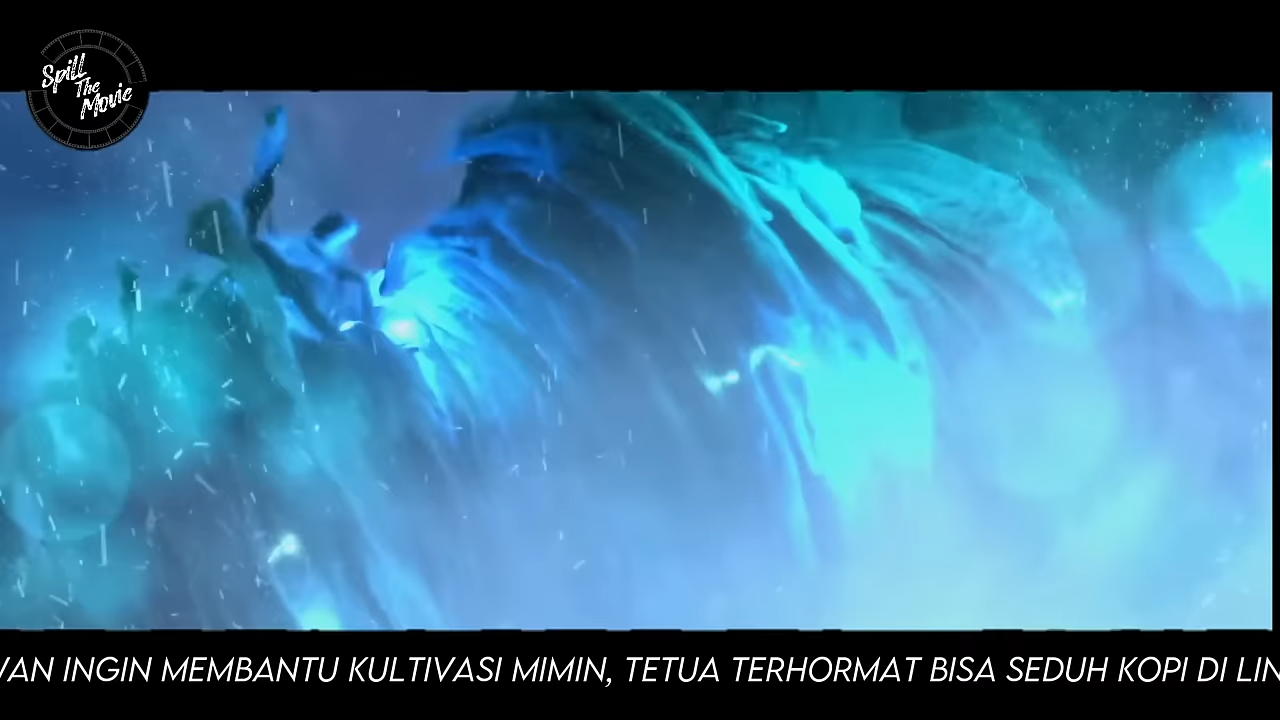 Spill
The
Movie
INGIN MEMBANTU KULTIVASI MIMIN, TETUA TERHORMAT BISA SEDUH KOPI DI